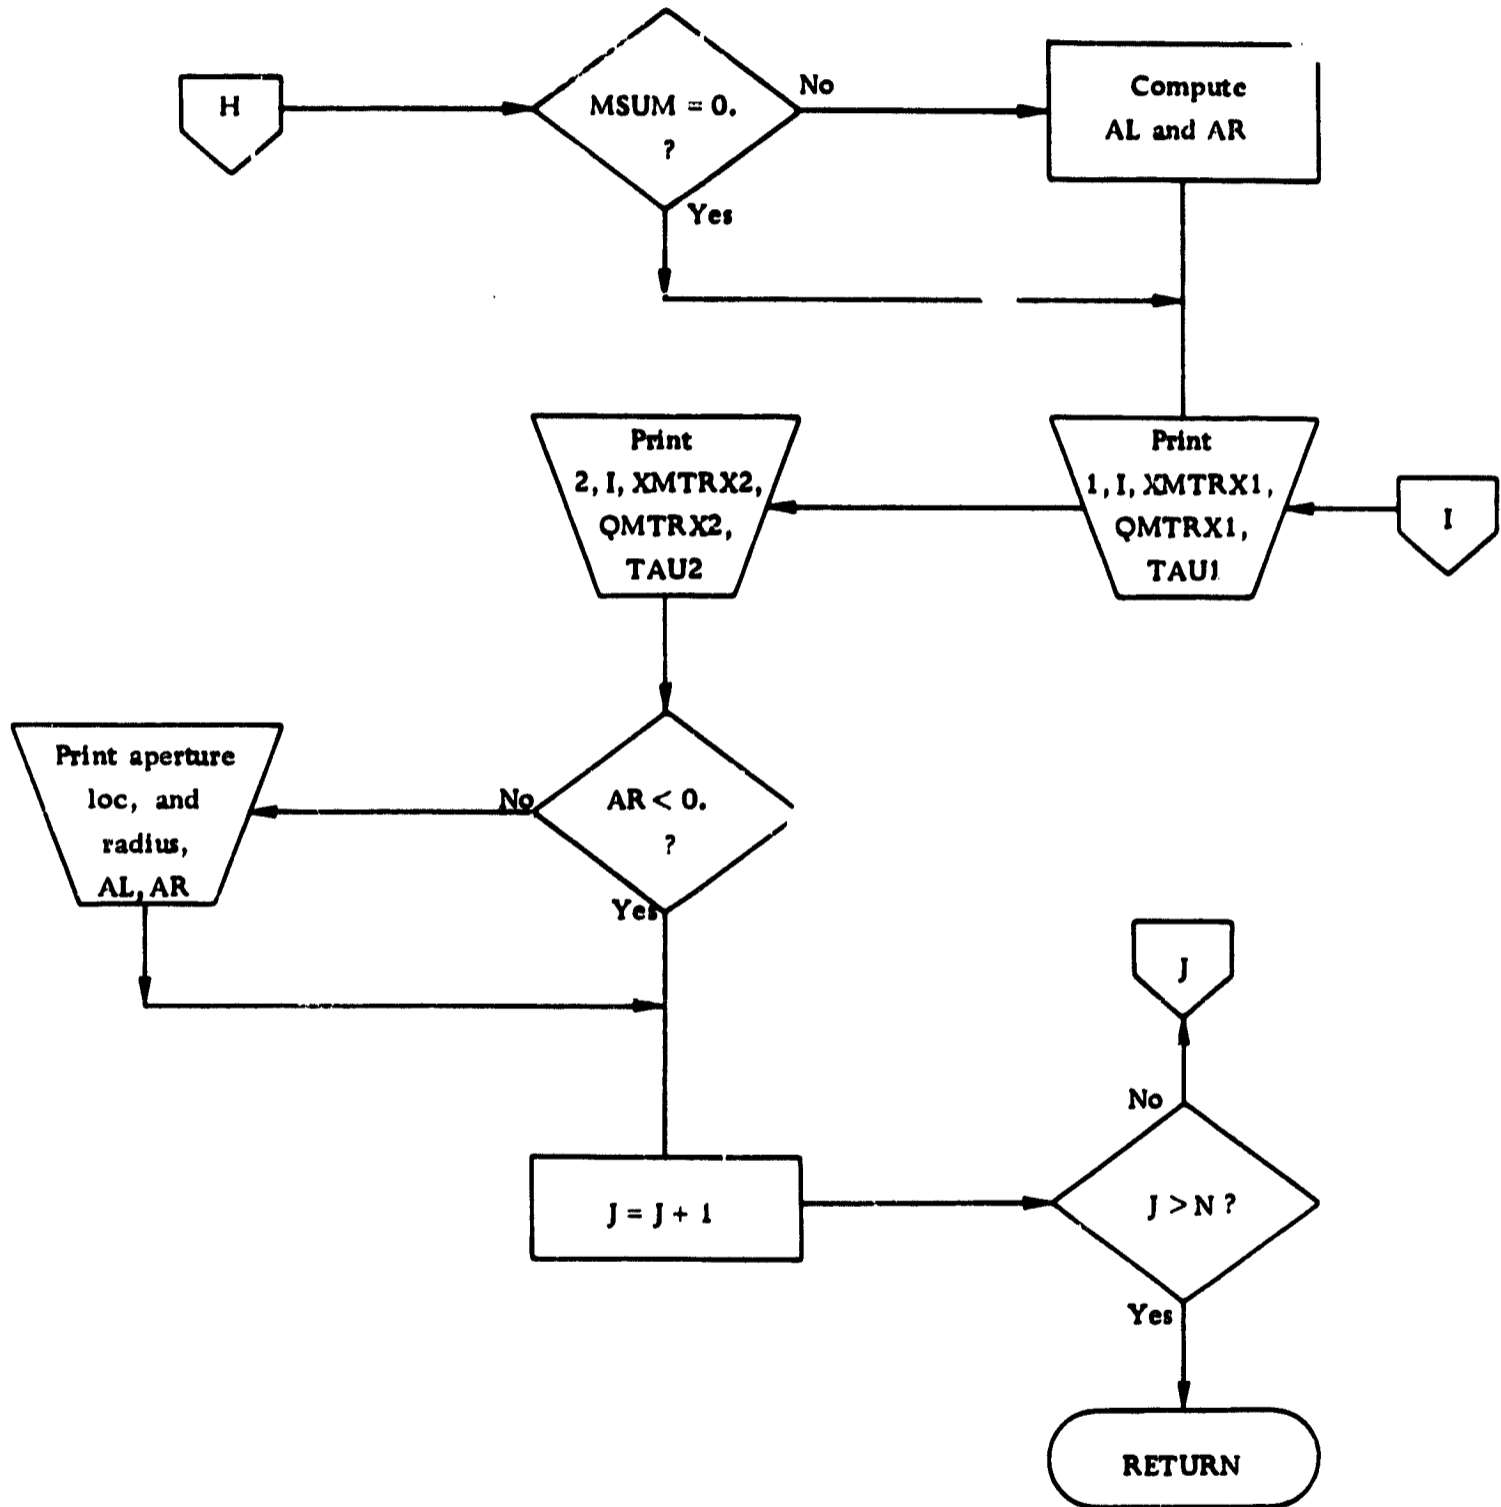 H
MSUM = 0.
?
No
Yes
Compute
AL and AR
Print
1, I, XMTRX1,
QMTRX1,
TAU1
I
Print
2, I, XMTRX2,
QMTRX2,
TAU2
AR < 0.
?
No
Yes
Print aperture
loc, and
radius,
AL, AR
J = J + 1
J > N ?
No
J
Yes
RETURN